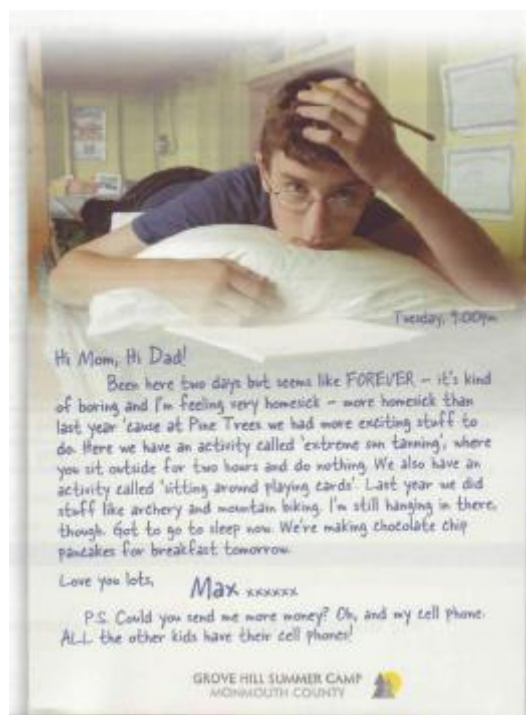 Tuesday, 9:00pm
Hi Mom, Hi Dad!
Been here two days but seems like FOREVER – it's kind
of boring and I'm feeling very homesick – more homesick than
last year 'cause at Pine Trees we had more exciting stuff to
do. Here we have an activity called 'extreme sun tanning', where
you sit outside for two hours and do nothing. We also have an
activity called 'sitting around playing cards'. Last year we did
stuff like archery and mountain biking. I'm still hanging in there,
though. Got to go to sleep now. We're making chocolate chip
pancakes for breakfast tomorrow.
Love you lots,
Max xxxxxx
P.S. Could you send me more money? Oh, and my cell phone.
ALL the other kids have their cell phones!
GROVE HILL SUMMER CAMP
MONMOUTH COUNTY